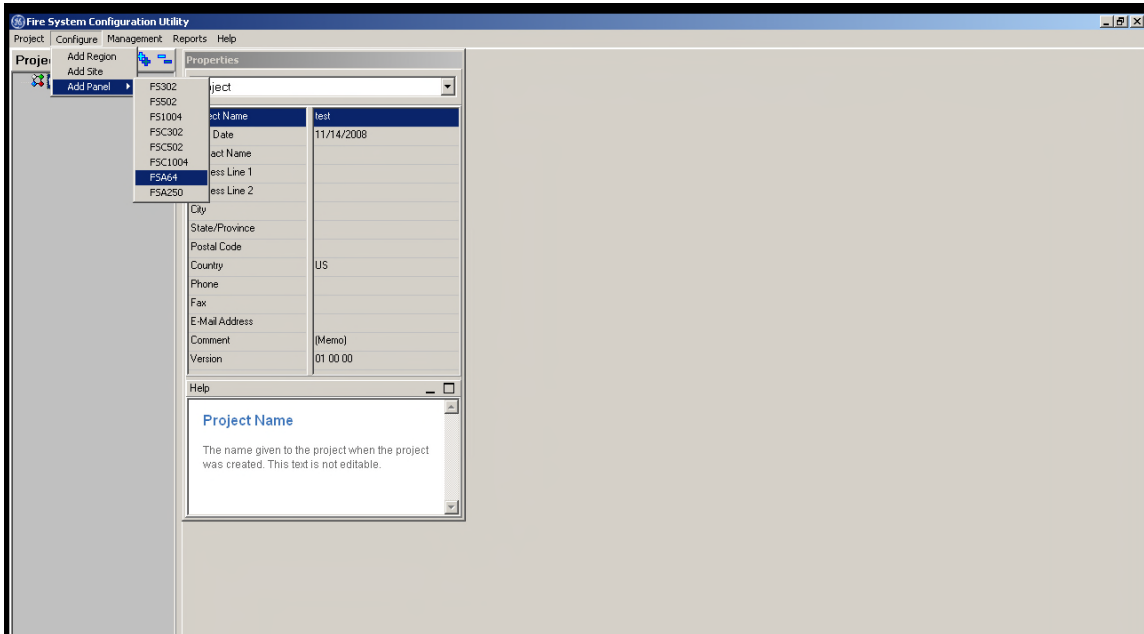 Fire System Configuration Utility
Project Configure Management Reports Help
Proje
Add Region
Add Site
Add Panel
FS302
FS502
FS1004
FSC302
FSC502
FSC1004
FSA64
FSA250
Properties
ject
ect Name test
Date 11/14/2008
act Name
ess Line 1
ess Line 2
City
State/Province
Postal Code
Country US
Phone
Fax
E-Mail Address
Comment (Memo)
Version 01 00 00
Help
Project Name
The name given to the project when the project
was created. This text is not editable.